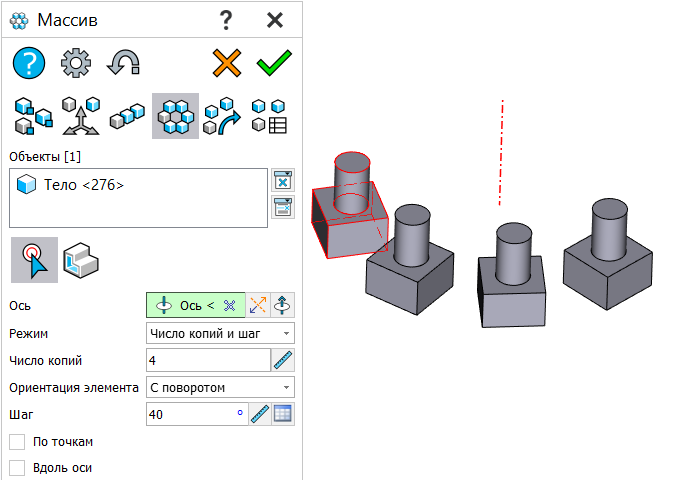 Массив ?
?
Объекты [1]
Тело <276>
Ось Ось <
Режим Число копий и шаг
Число копий 4
Ориентация элемента С поворотом
Шаг 40 °
По точкам
Вдоль оси